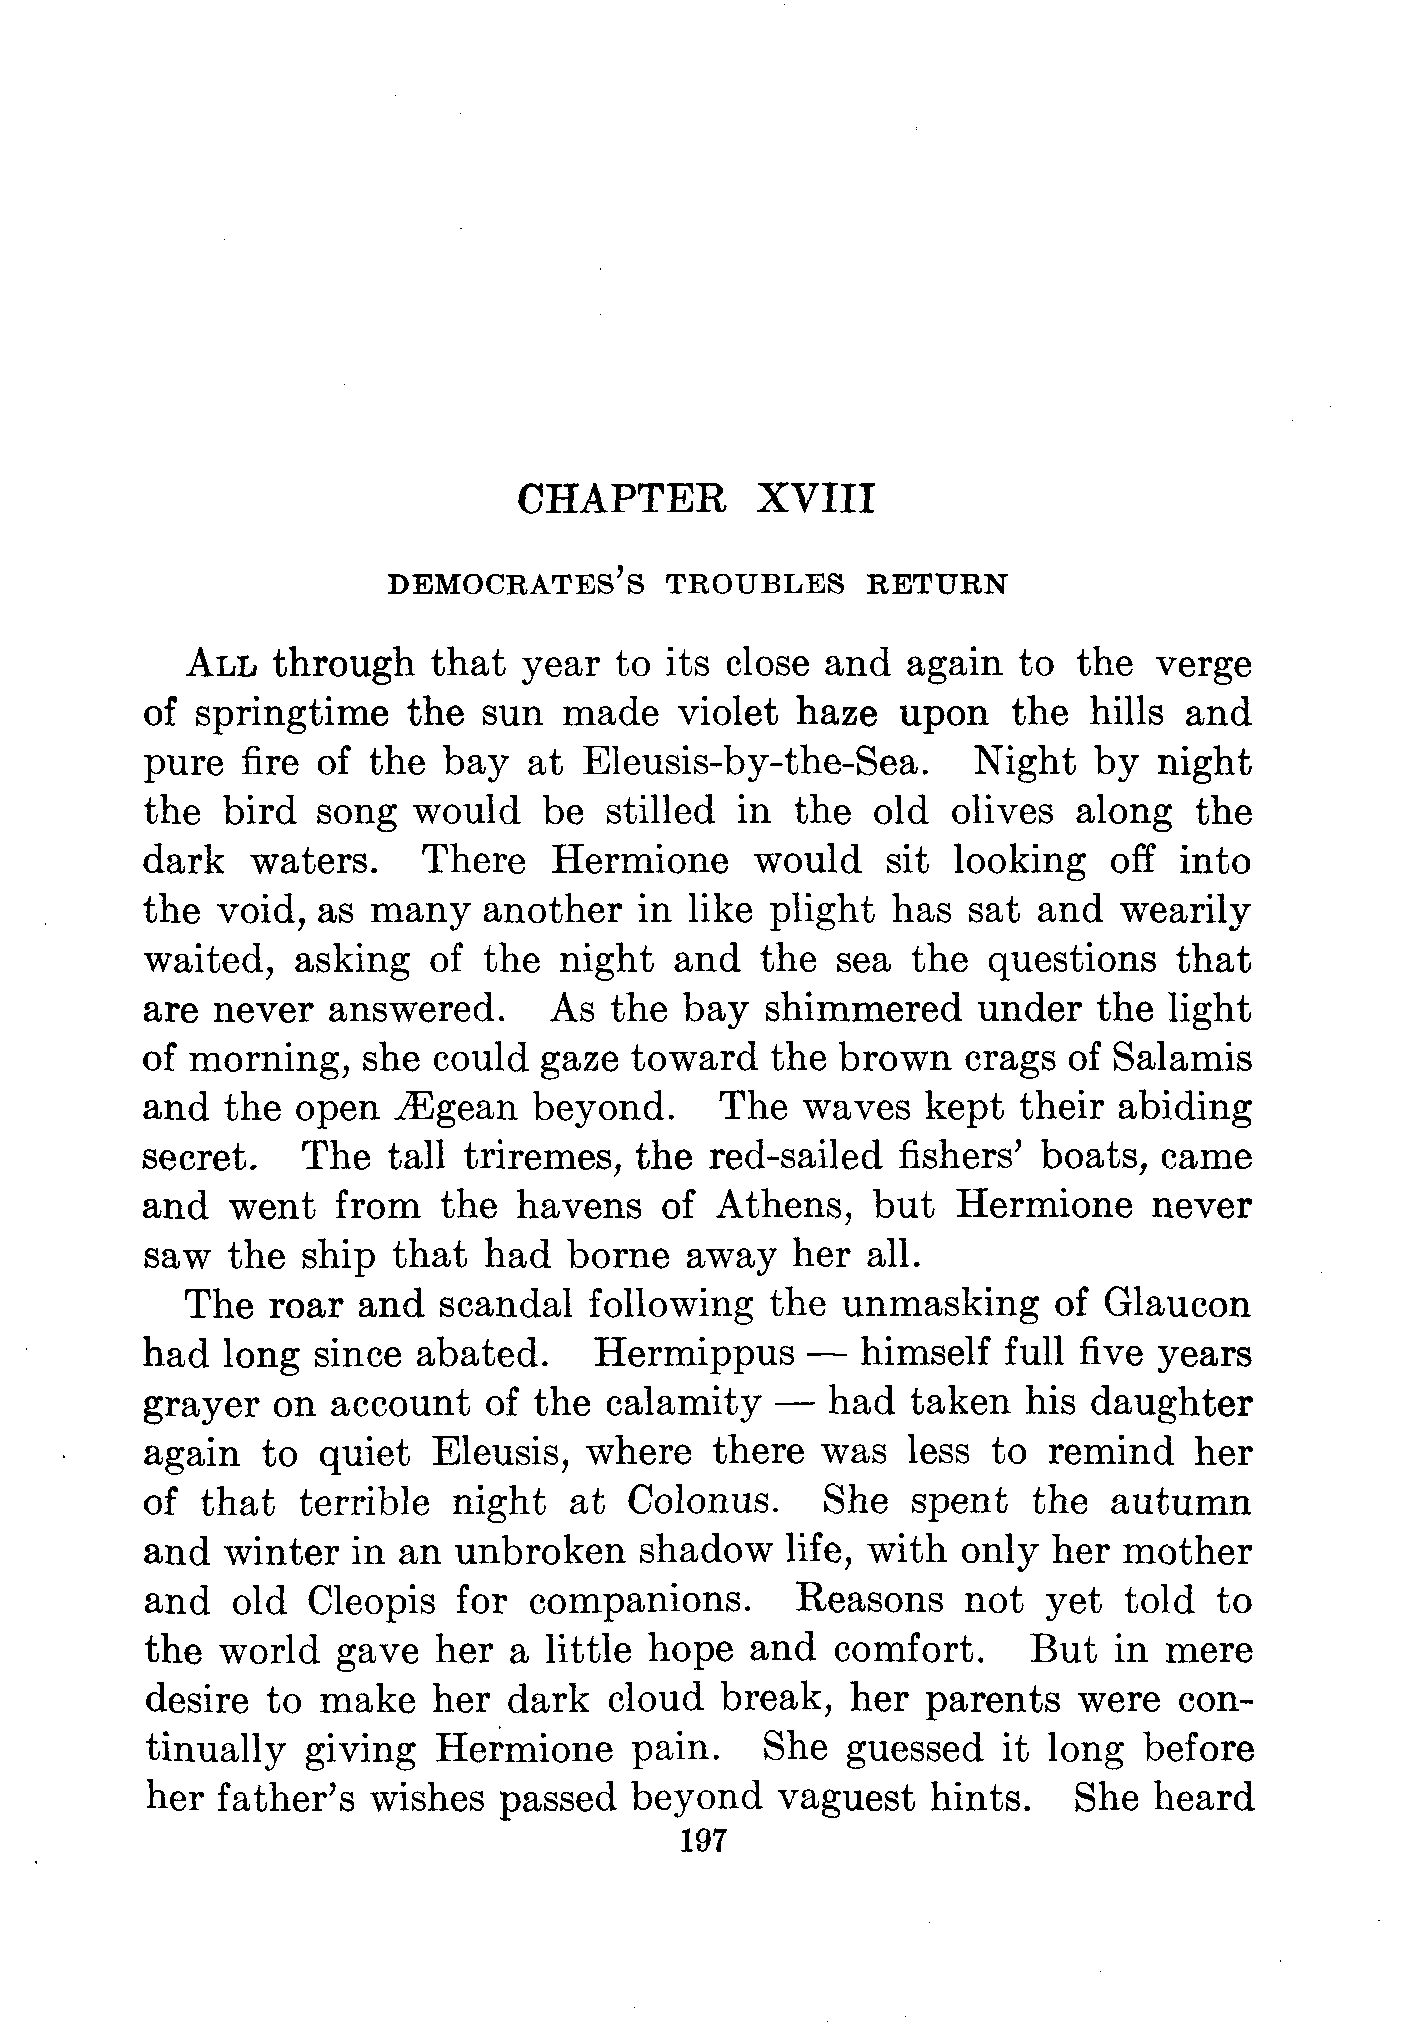 CHAPTER XVIII
DEMOCRATES'S TROUBLES RETURN
ALL through that year to its close and again to the verge
of springtime the sun made violet haze upon the hills and
pure fire of the bay at Eleusis-by-the-Sea. Night by night
the bird song would be stilled in the old olives along the
dark waters. There Hermione would sit looking off into
the void, as many another in like plight has sat and wearily
waited, asking of the night and the sea the questions that
are never answered. As the bay shimmered under the light
of morning, she could gaze toward the brown crags of Salamis
and the open Ægean beyond. The waves kept their abiding
secret. The tall triremes, the red-sailed fishers' boats, came
and went from the havens of Athens, but Hermione never
saw the ship that had borne away her all.
The roar and scandal following the unmasking of Glaucon
had long since abated. Hermippus — himself full five years
grayer on account of the calamity — had taken his daughter
again to quiet Eleusis, where there was less to remind her
of that terrible night at Colonus. She spent the autumn
and winter in an unbroken shadow life, with only her mother
and old Cleopis for companions. Reasons not yet told to
the world gave her a little hope and comfort. But in mere
desire to make her dark cloud break, her parents were con-
tinually giving Hermione pain. She guessed it long before
her father's wishes passed beyond vaguest hints. She heard
197